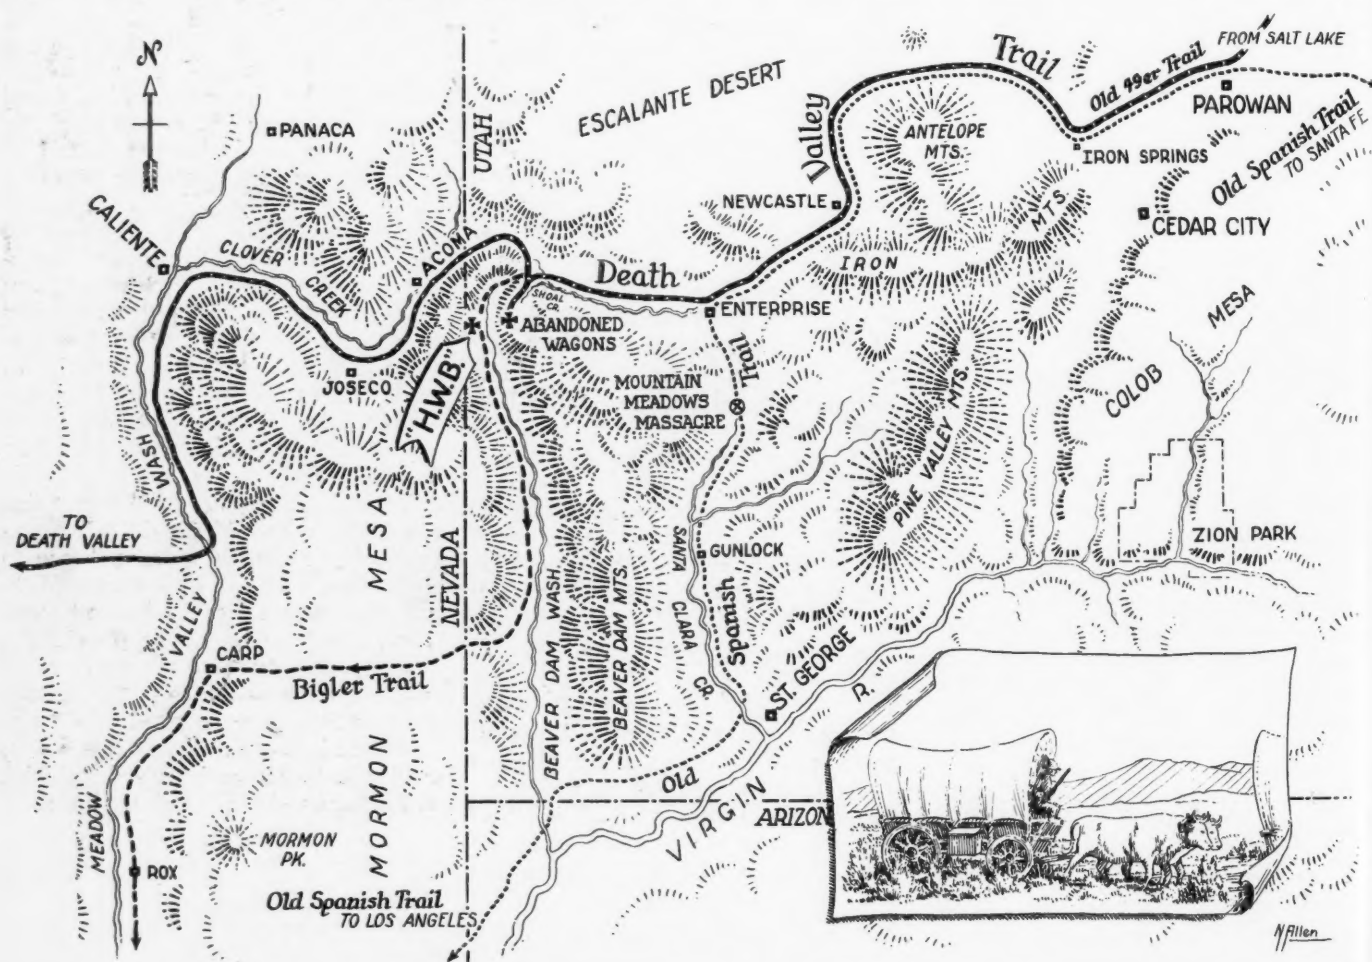 N
FROM SALT LAKE
Old 49er Trail
Trail
PAROWAN
Old Spanish Trail
TO SANTA FE
ESCALANTE DESERT
UTAH
PANACA
Valley
ANTELOPE
MTS.
IRON SPRINGS
MTS.
CEDAR CITY
NEWCASTLE
CALIENTE
CLOVER
CREEK
ACOMA
IRON
Death
SHOAL
CR.
ENTERPRISE
ABANDONED
WAGONS
MESA
COLOB
Trail
JOSECO
"H.W.B."
MOUNTAIN
MEADOWS
MASSACRE
PINE VALLEY MTS.
WASH
TO
DEATH VALLEY
MESA
NEVADA
ZION PARK
SANTA
GUNLOCK
CLARA
CR.
Spanish
VALLEY
BEAVER DAM WASH
BEAVER DAM MTS.
ST. GEORGE
CARP
Bigler Trail
R.
Old
VIRGIN
ARIZON
MEADOW
MORMON
MORMON
PK.
ROX
Old Spanish Trail
TO LOS ANGELES
N Allen